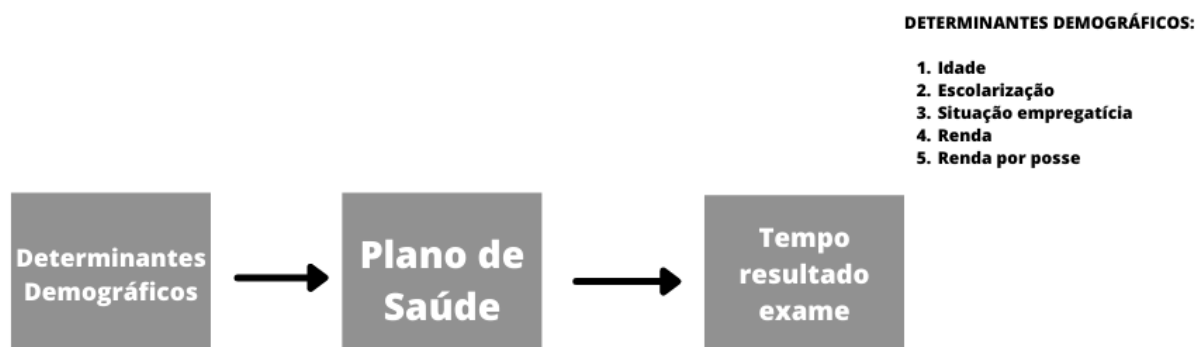 DETERMINANTES DEMOGRÁFICOS:
1. Idade
2. Escolarização
3. Situação empregatícia
4. Renda
5. Renda por posse
Determinantes
Demográficos
Plano de
Saúde
Tempo
resultado
exame